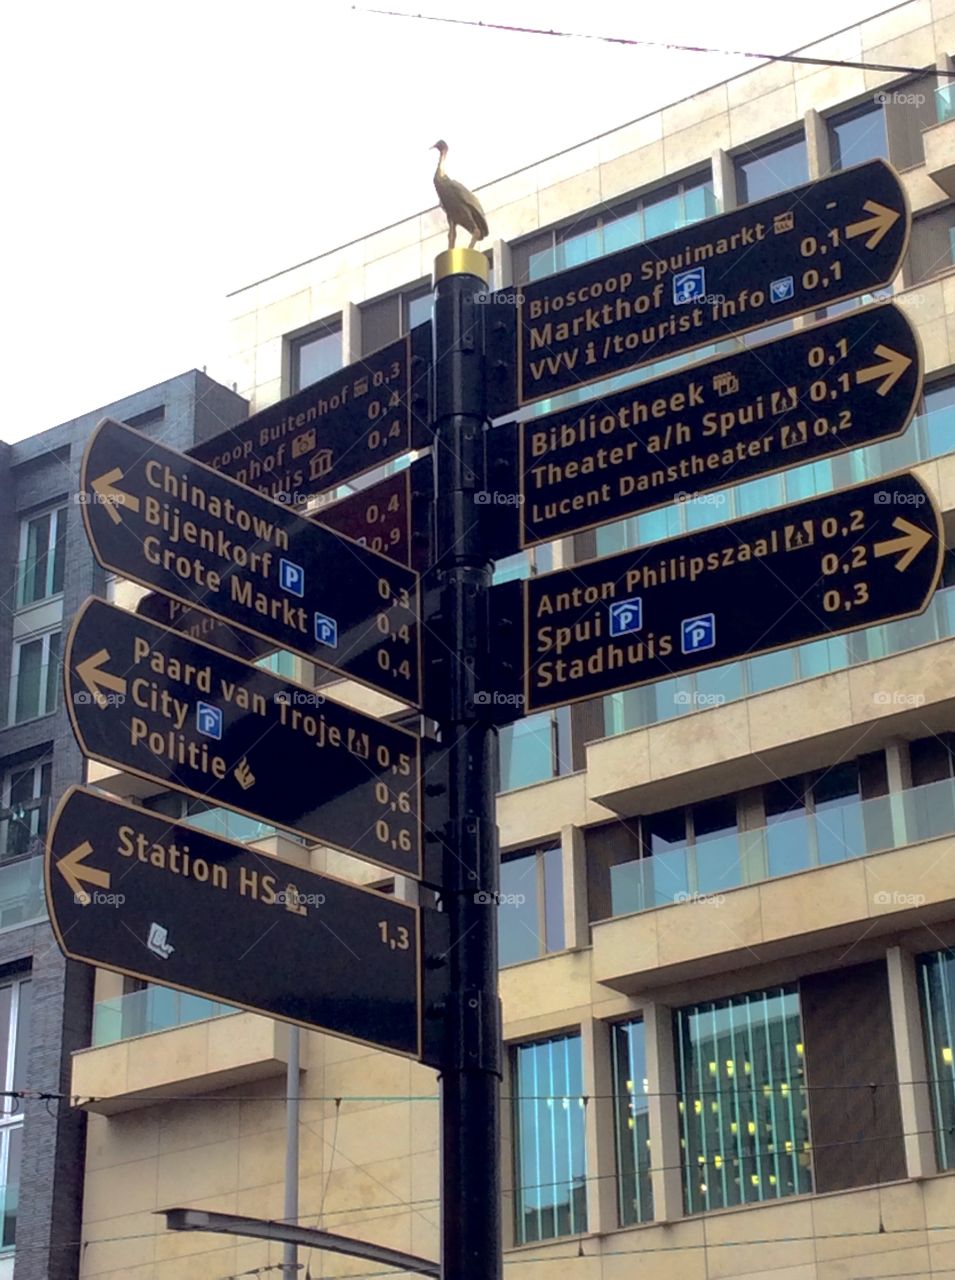 Bioscoop Spuimarkt -
Markthof P 0,1
VVV i/tourist info 0,1
Bibliotheek 0,1
Theater a/h Spui 0,1
Lucent Danstheater 0,2
Anton Philipszaal 0,2
Spui P 0,2
Stadhuis P 0,3
Buitenhof 0,3
0,4
0,4
0,4
0,9
Chinatown 0,3
Bijenkorf P 0,4
Grote Markt P 0,4
Paard van Troje 0,5
City P 0,6
Politie 0,6
Station HS 1,3
foap